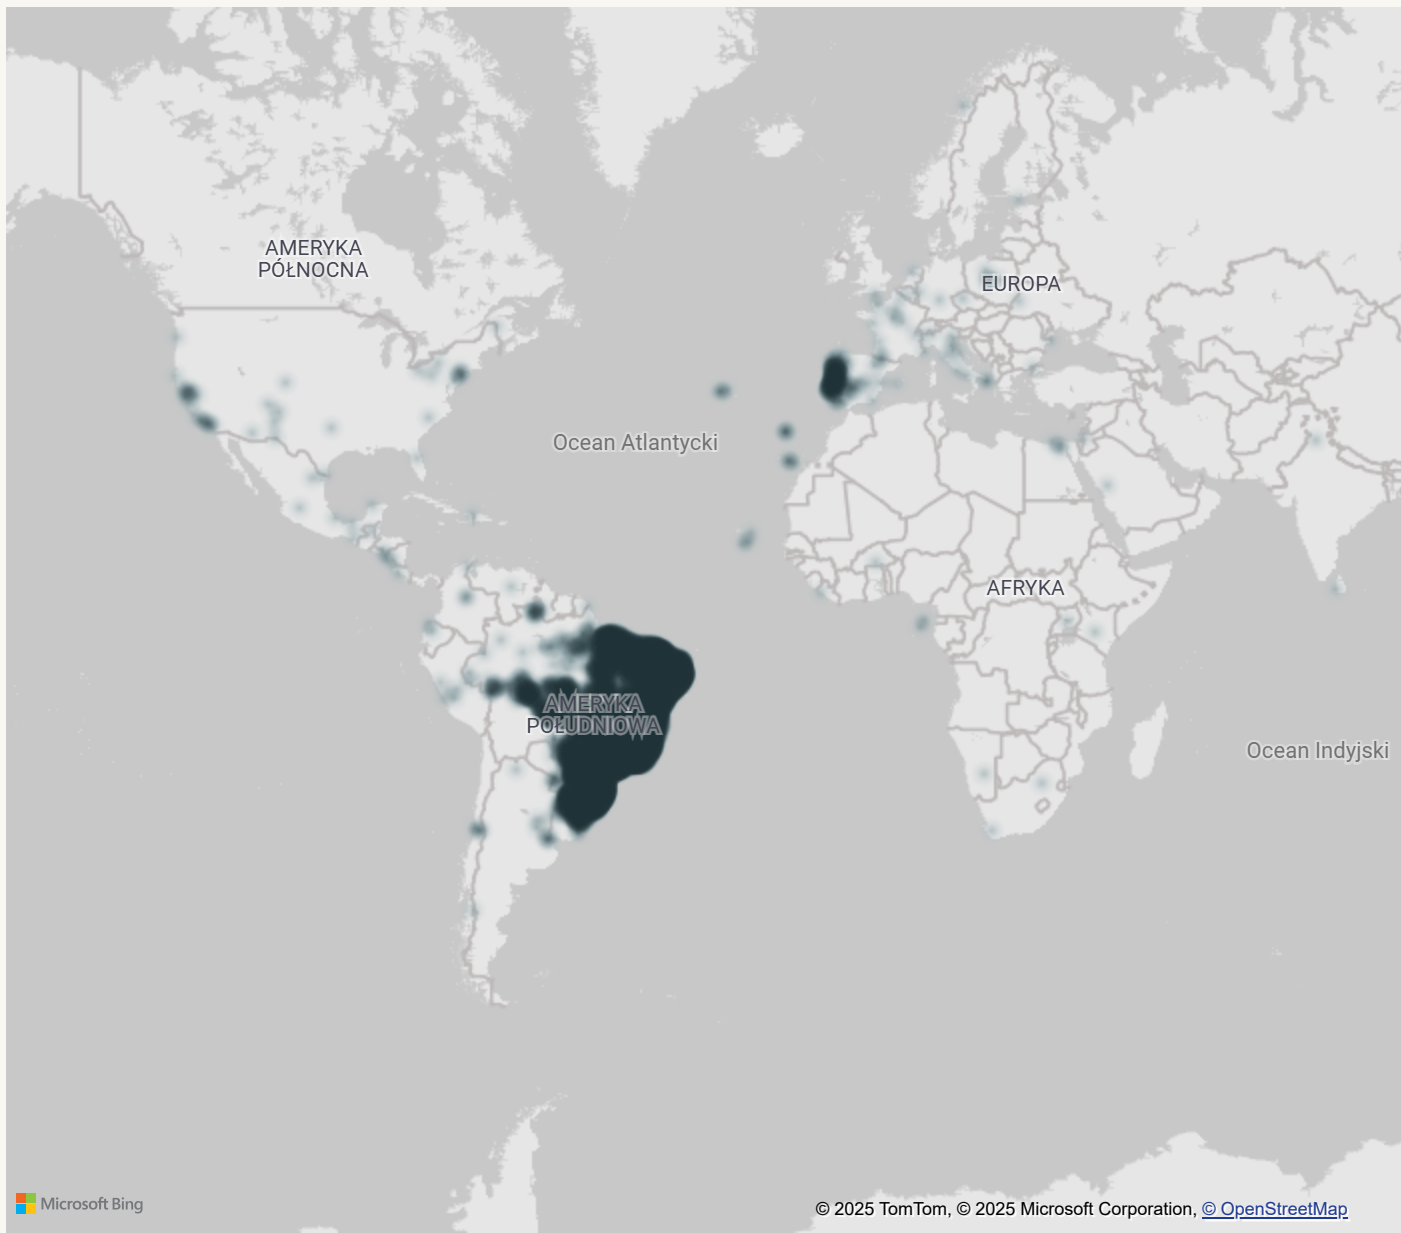 AMERYKA
PÓŁNOCNA
EUROPA
Ocean Atlantycki
AFRYKA
AMERYKA
POŁUDNIOWA
Ocean Indyjski
Microsoft Bing
© 2025 TomTom, © 2025 Microsoft Corporation, © OpenStreetMap